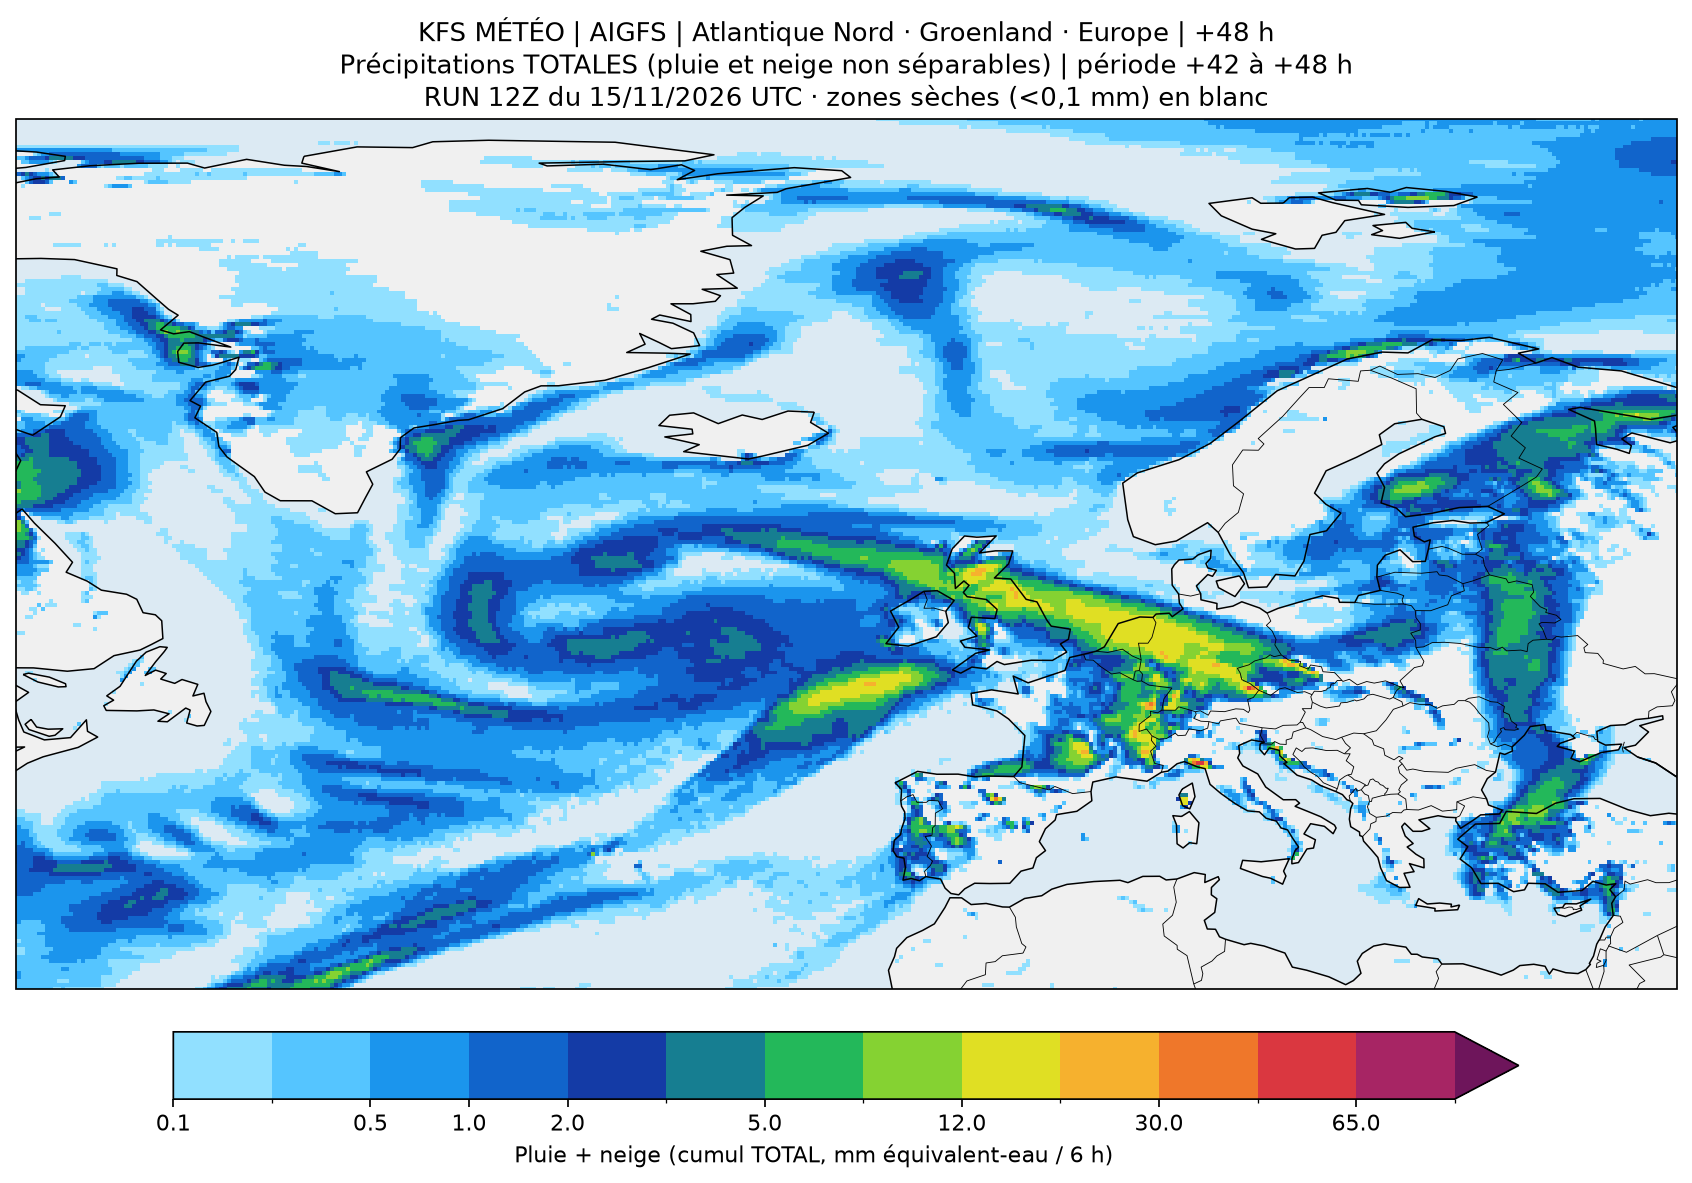 KFS MÉTÉO | AIGFS | Atlantique Nord · Groenland · Europe | +48 h
Précipitations TOTALES (pluie et neige non séparables) | période +42 à +48 h
RUN 12Z du 15/11/2026 UTC · zones sèches (<0,1 mm) en blanc
0.1 0.5 1.0 2.0 5.0 12.0 30.0 65.0
Pluie + neige (cumul TOTAL, mm équivalent-eau / 6 h)